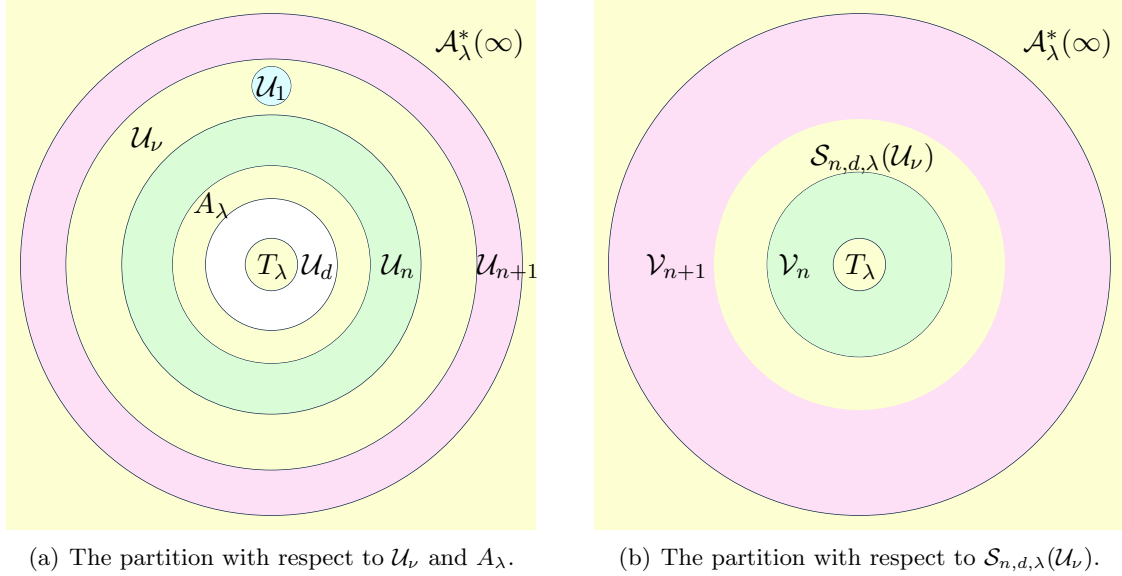 𝒜*_λ(∞)
𝒰_1
𝒰_ν
A_λ
T_λ
𝒰_d
𝒰_n
𝒰_{n+1}
(a) The partition with respect to 𝒰_ν and A_λ.
𝒜*_λ(∞)
𝒮_{n,d,λ}(𝒰_ν)
𝒱_{n+1}
𝒱_n
T_λ
(b) The partition with respect to 𝒮_{n,d,λ}(𝒰_ν).